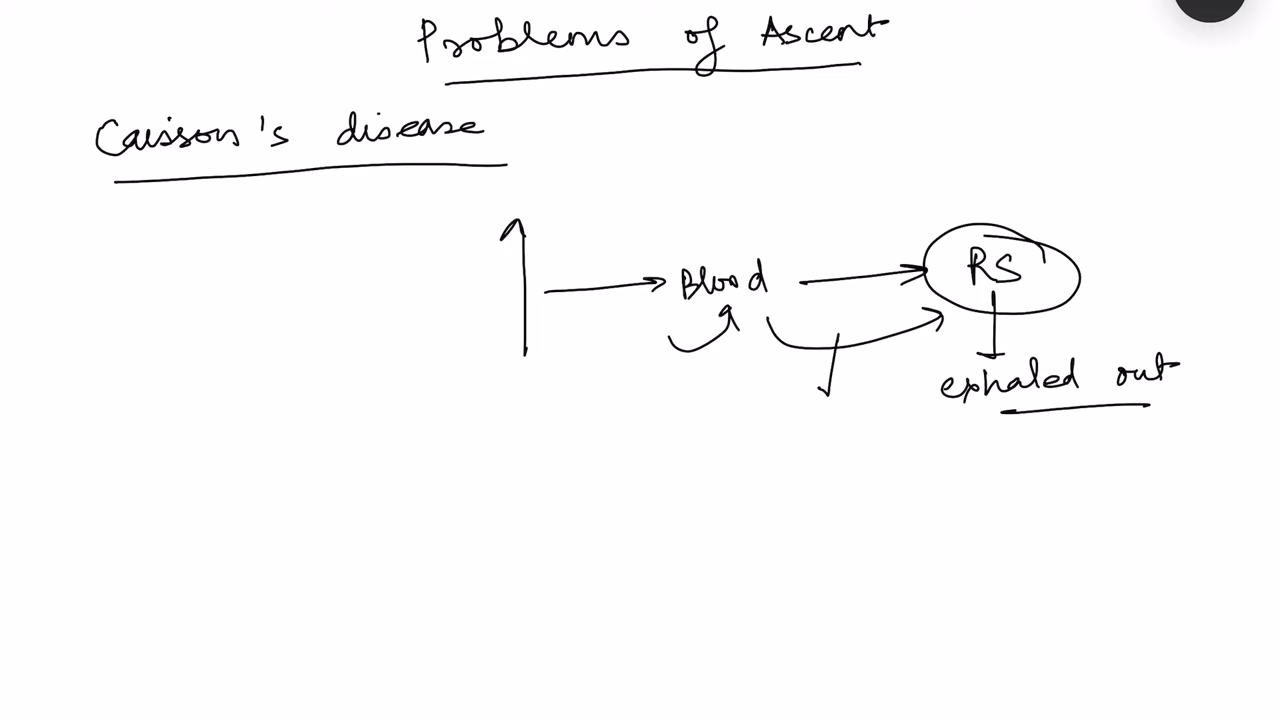 Problems of Ascent
Caisson's disease
Blood
RS
exhaled out